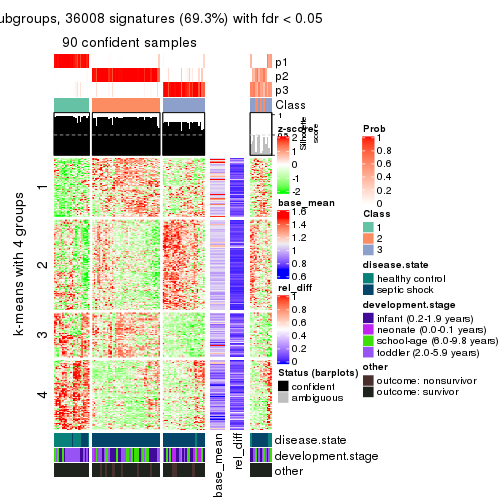 ubgroups, 36008 signatures (69.3%) with fdr < 0.05
90 confident samples
p1
p2
p3
Class
1
0.5
0
Silhouette
score
k-means with 4 groups
1
2
3
4
base_mean
rel_diff
disease.state
development.stage
other
z-score
2
1
0
-1
-2
base_mean
1.6
1.4
1.2
1
0.8
0.6
rel_diff
1
0.8
0.6
0.4
0.2
0
Status (barplots)
confident
ambiguous
Prob
1
0.8
0.6
0.4
0.2
0
Class
1
2
3
disease.state
healthy control
septic shock
development.stage
infant (0.2-1.9 years)
neonate (0.0-0.1 years)
school-age (6.0-9.8 years)
toddler (2.0-5.9 years)
other
outcome: nonsurvivor
outcome: survivor